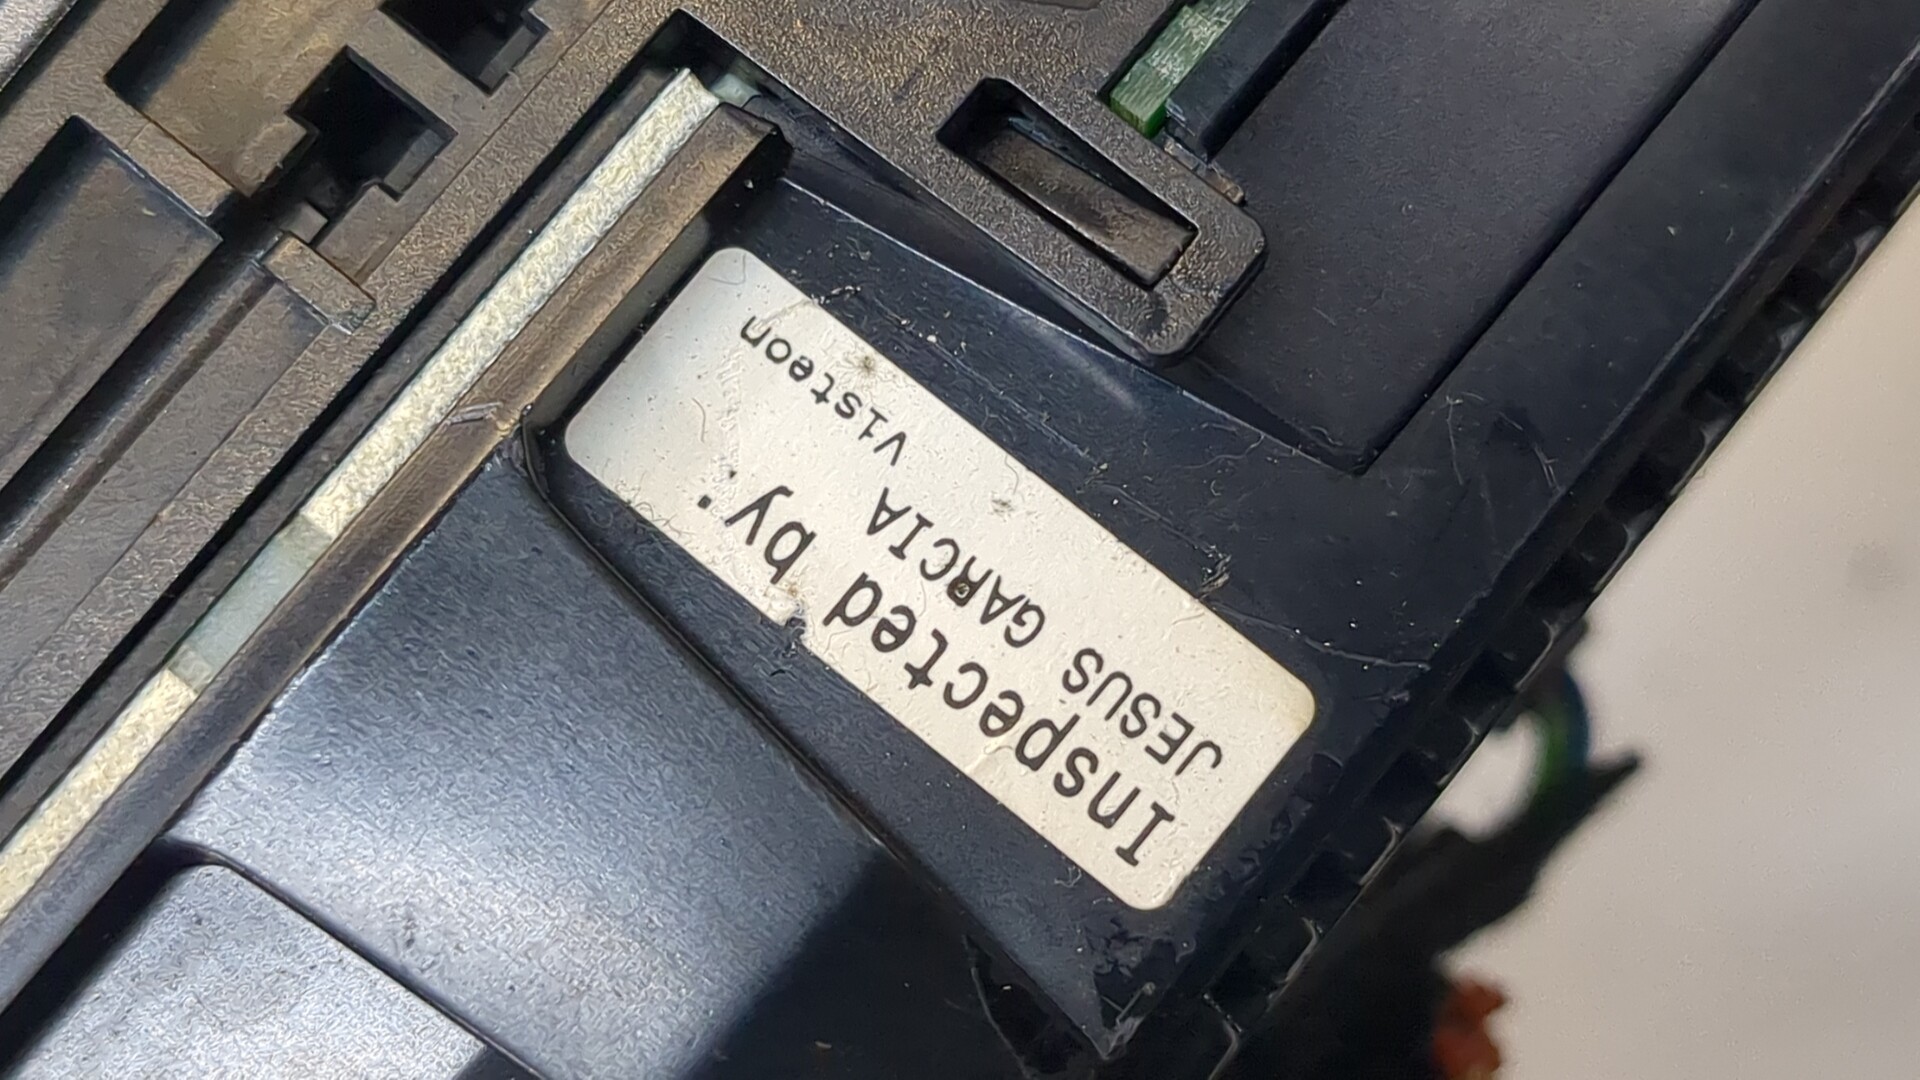 Inspected by:
JESUS GARCIA Visteon